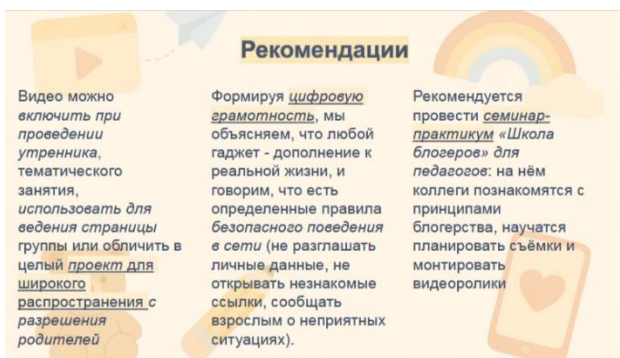 Рекомендации
Видео можно
включить при
проведении
утренника,
тематического
занятия,
использовать для
ведения страницы
группы или обличить в
целый проект для
широкого
распространения с
разрешения
родителей
Формируя цифровую
грамотность, мы
объясняем, что любой
гаджет - дополнение к
реальной жизни, и
говорим, что есть
определенные правила
безопасного поведения
в сети (не разглашать
личные данные, не
открывать незнакомые
ссылки, сообщать
взрослым о неприятных
ситуациях).
Рекомендуется
провести семинар-
практикум «Школа
блогеров» для
педагогов: на нём
коллеги познакомятся с
принципами
блогерства, научатся
планировать съёмки и
монтировать
видеоролики